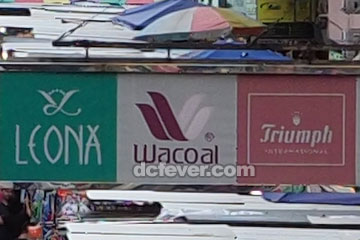 LEONA
Wacoal®
Triumph
INTERNATIONAL
dcfever.com